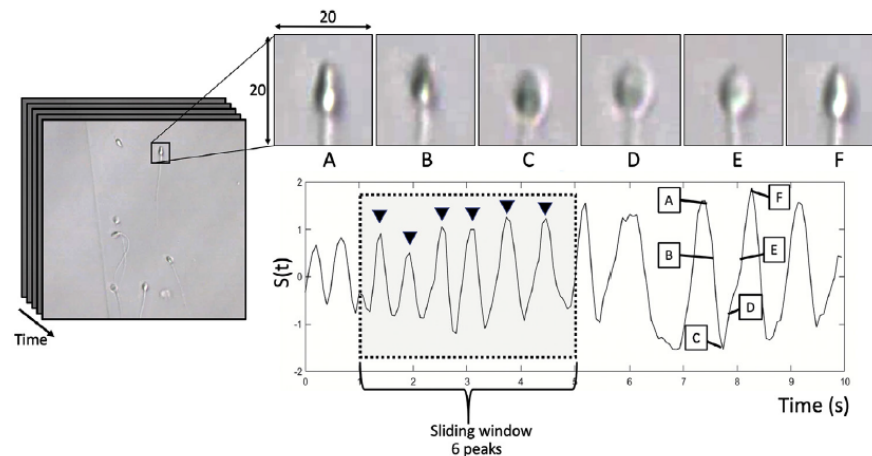 20
20
A B C D E F
Time
S(t)
2
1
0
-1
-2
0 1 2 3 4 5 6 7 8 9 10
A
B
C
D
E
F
Time (s)
Sliding window
6 peaks